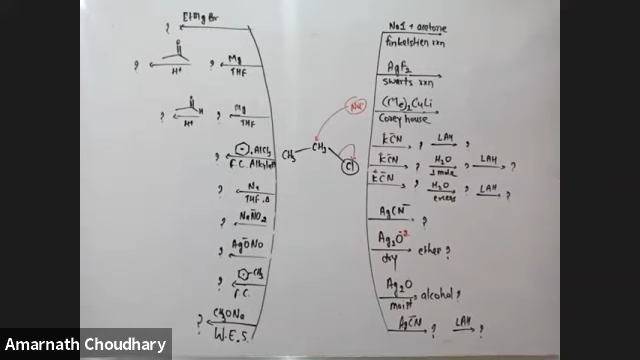 EtMgBr
?
Mg
THF
?
O
H+
?
Mg
THF
?
O
H
H+
?
, AlCl3
F.C. Alkylatn
?
Na
THF, Δ
?
NaNO2
?
AgONo
?
CH3
F.C.
?
CH3ONa
W.E.S.
?
Nu
CH3
CH2
Cl
NaI + acetone
finkelstien rxn
AgF2
swarts rxn
(Me)2CuLi
Corey house
KCN ? LAH ?
KCN ? H2O 1 mole ? LAH ?
KCN ? H2O excess ? LAH ?
AgCN ?
Ag2O dry ether ?
Ag2O moist alcohol ?
AgCN ? LAH ?
Amarnath Choudhary